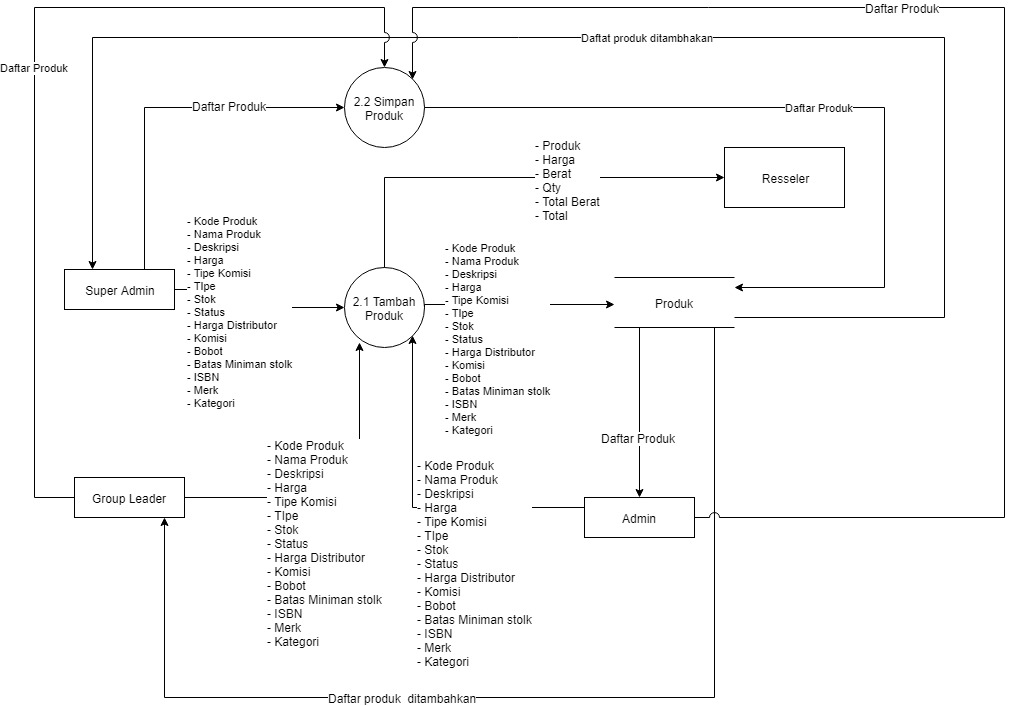 Daftar Produk
Daftat produk ditambhakan
Daftar Produk
2.2 Simpan
Produk
Daftar Produk
Daftar Produk
- Produk
- Harga
- Berat
- Qty
- Total Berat
- Total
Resseler
- Kode Produk
- Nama Produk
- Deskripsi
- Harga
- Tipe Komisi
- TIpe
- Stok
- Status
- Harga Distributor
- Komisi
- Bobot
- Batas Miniman stolk
- ISBN
- Merk
- Kategori
Super Admin
2.1 Tambah
Produk
- Kode Produk
- Nama Produk
- Deskripsi
- Harga
- Tipe Komisi
- TIpe
- Stok
- Status
- Harga Distributor
- Komisi
- Bobot
- Batas Miniman stolk
- ISBN
- Merk
- Kategori
Produk
Daftar Produk
Group Leader
- Kode Produk
- Nama Produk
- Deskripsi
- Harga
- Tipe Komisi
- TIpe
- Stok
- Status
- Harga Distributor
- Komisi
- Bobot
- Batas Miniman stolk
- ISBN
- Merk
- Kategori
- Kode Produk
- Nama Produk
- Deskripsi
- Harga
- Tipe Komisi
- TIpe
- Stok
- Status
- Harga Distributor
- Komisi
- Bobot
- Batas Miniman stolk
- ISBN
- Merk
- Kategori
Admin
Daftar produk ditambahkan